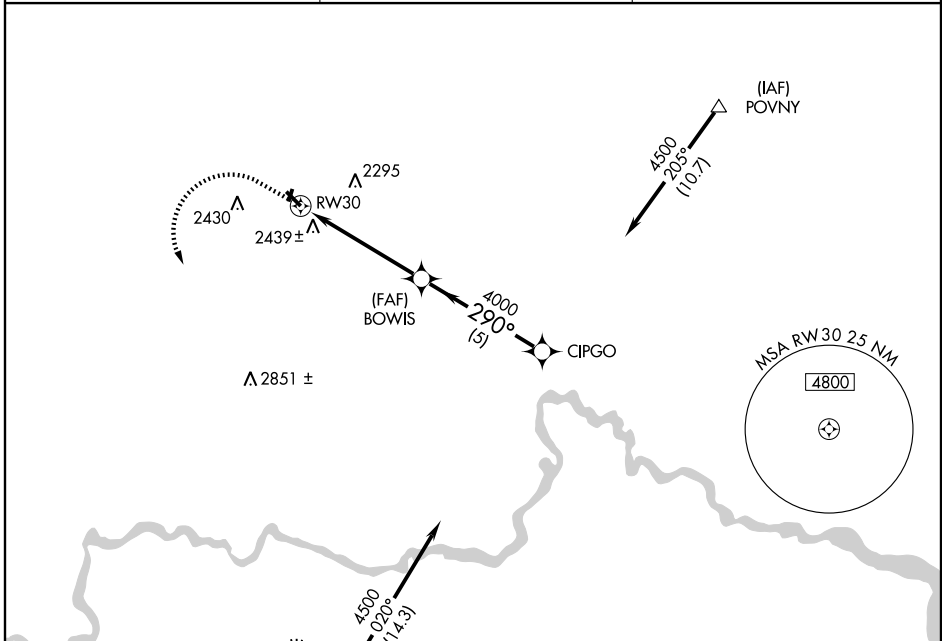 (IAF)
POVNY
4500
205°
(10.7)
2295
RW30
2430
2439 ±
(FAF)
BOWIS
4000
290°
(5)
CIPGO
MSA RW30 25 NM
4800
2851 ±
4500
020°
(14.3)